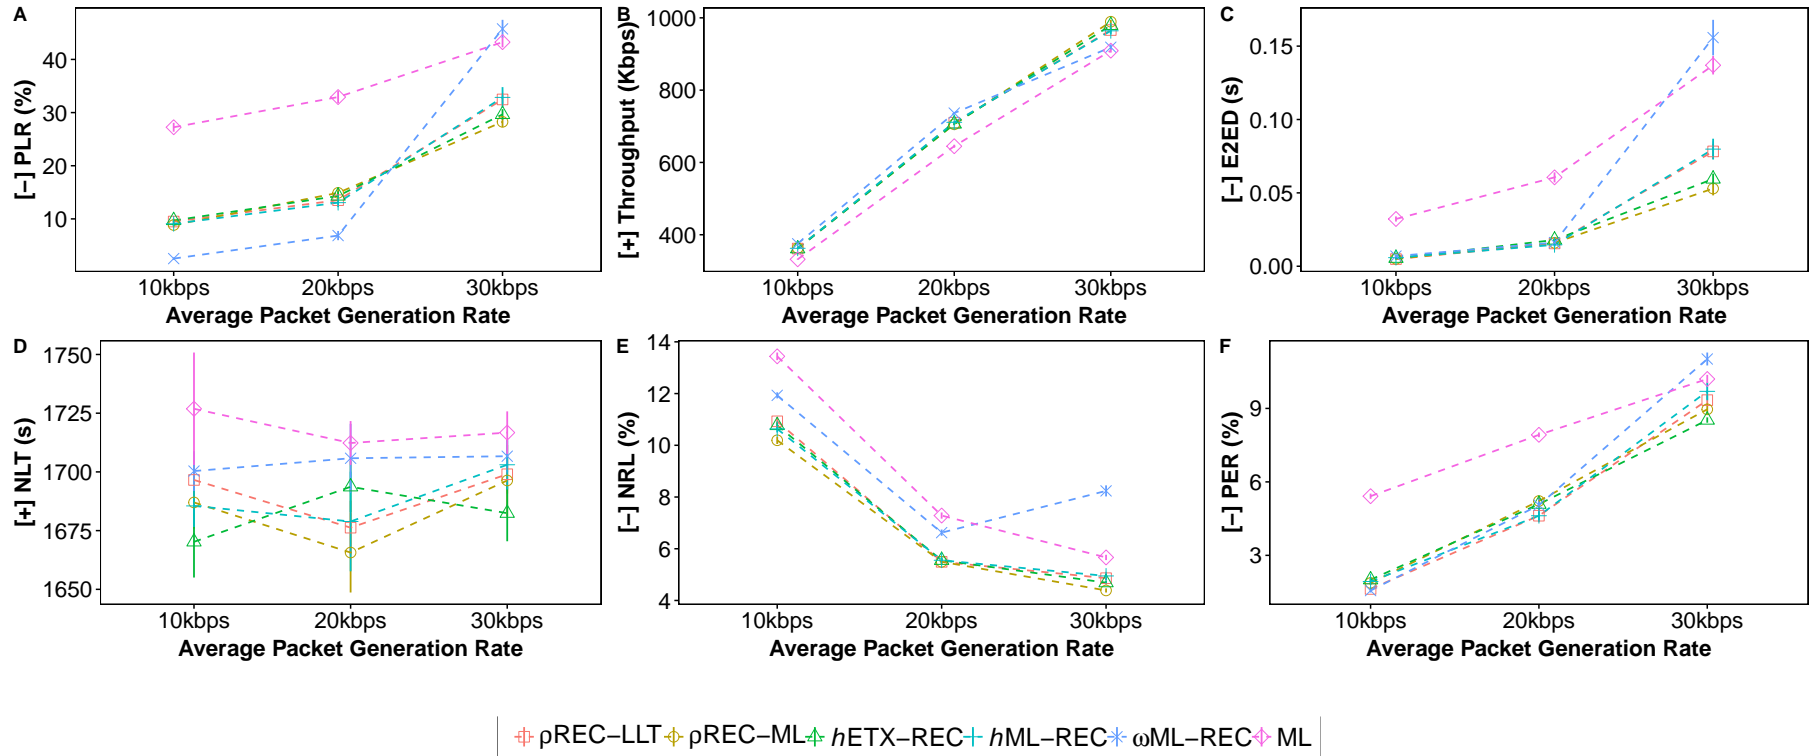 A
[−] PLR (%)
40
30
20
10
10kbps 20kbps 30kbps
Average Packet Generation Rate
B
[+] Throughput (Kbps)
1000
800
600
400
10kbps 20kbps 30kbps
Average Packet Generation Rate
C
[−] E2ED (s)
0.15
0.10
0.05
0.00
10kbps 20kbps 30kbps
Average Packet Generation Rate
D
[+] NLT (s)
1750
1725
1700
1675
1650
10kbps 20kbps 30kbps
Average Packet Generation Rate
E
[−] NRL (%)
14
12
10
8
6
4
10kbps 20kbps 30kbps
Average Packet Generation Rate
F
[−] PER (%)
9
6
3
10kbps 20kbps 30kbps
Average Packet Generation Rate
ρREC−LLT ρREC−ML hETX−REC hML−REC ωML−REC ML